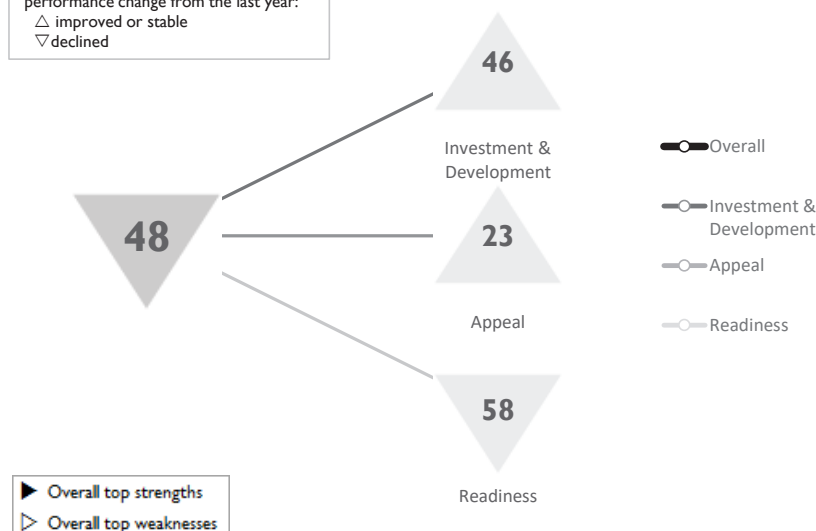 performance change from the last year:
△ improved or stable
▽ declined
46
Investment &
Development
48
23
Appeal
58
Readiness
Overall
Investment &
Development
Appeal
Readiness
▶ Overall top strengths
▷ Overall top weaknesses